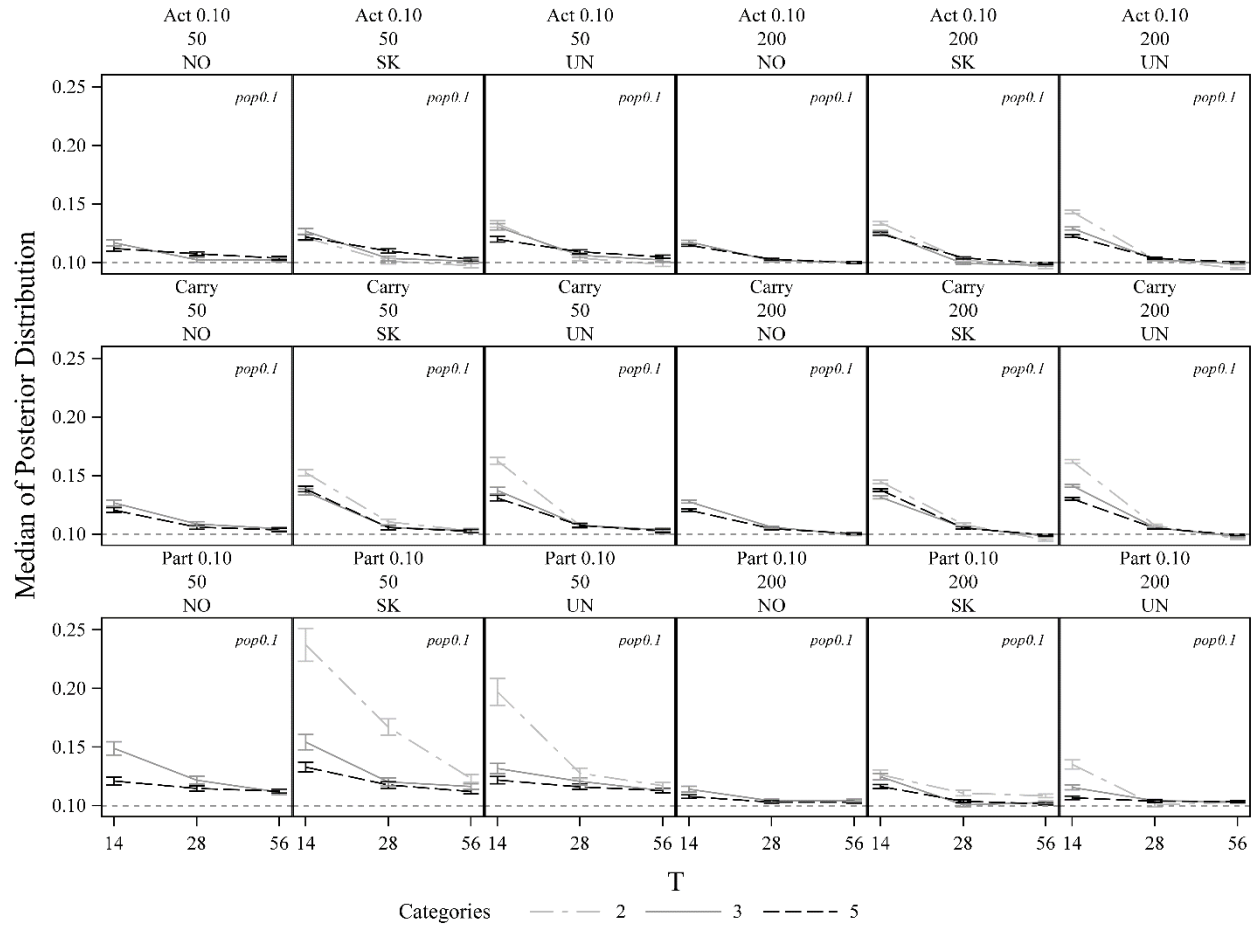 Act 0.10 Act 0.10 Act 0.10 Act 0.10 Act 0.10 Act 0.10
50 50 50 200 200 200
NO SK UN NO SK UN
0.25
pop0.1 pop0.1 pop0.1 pop0.1 pop0.1 pop0.1
0.20
0.15
0.10
Carry Carry Carry Carry Carry Carry
50 50 50 200 200 200
NO SK UN NO SK UN
0.25
pop0.1 pop0.1 pop0.1 pop0.1 pop0.1 pop0.1
0.20
0.15
0.10
Part 0.10 Part 0.10 Part 0.10 Part 0.10 Part 0.10 Part 0.10
50 50 50 200 200 200
NO SK UN NO SK UN
0.25
pop0.1 pop0.1 pop0.1 pop0.1 pop0.1 pop0.1
0.20
0.15
0.10
Median of Posterior Distribution
14 28 56 14 28 56 14 28 56 14 28 56 14 28 56 14 28 56
T
Categories 2 3 5